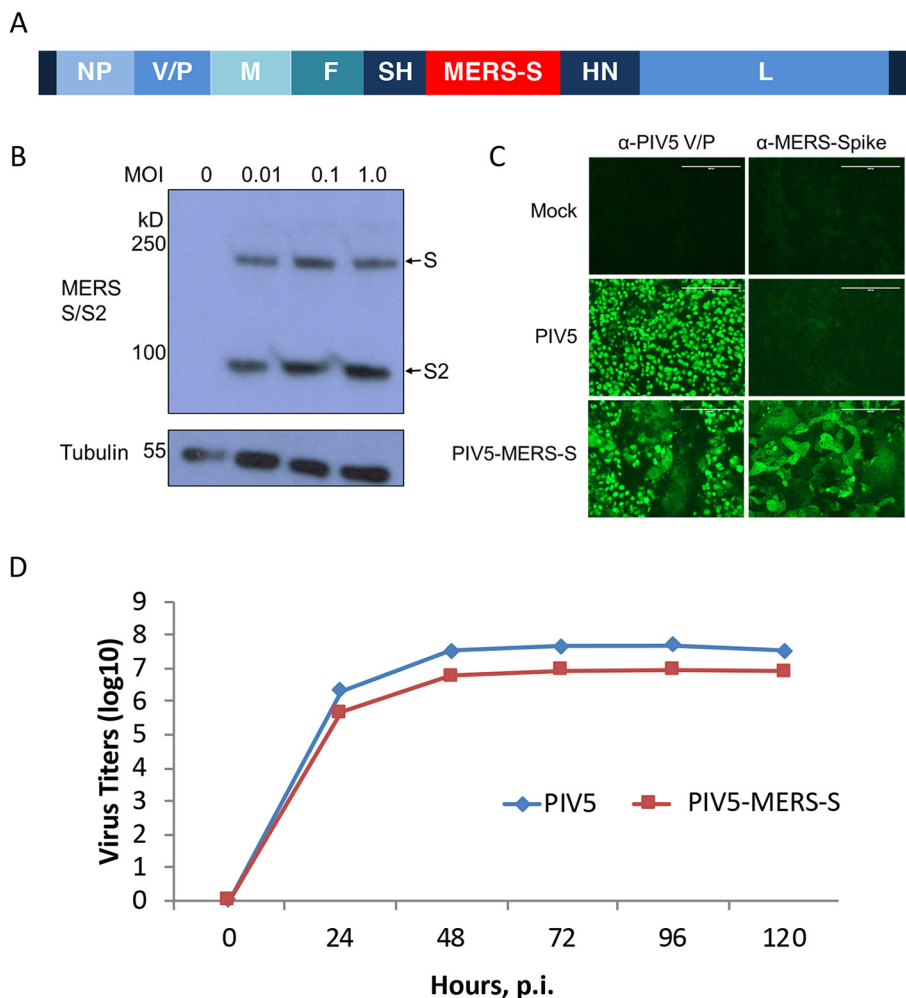 A
NP V/P M F SH MERS-S HN L
B
MOI 0 0.01 0.1 1.0
kD
250
MERS
S/S2
100
S
S2
Tubulin 55
C
α-PIV5 V/P α-MERS-Spike
Mock
PIV5
PIV5-MERS-S
D
Virus Titers (log10)
9
8
7
6
5
4
3
2
1
0
PIV5 PIV5-MERS-S
0 24 48 72 96 120
Hours, p.i.